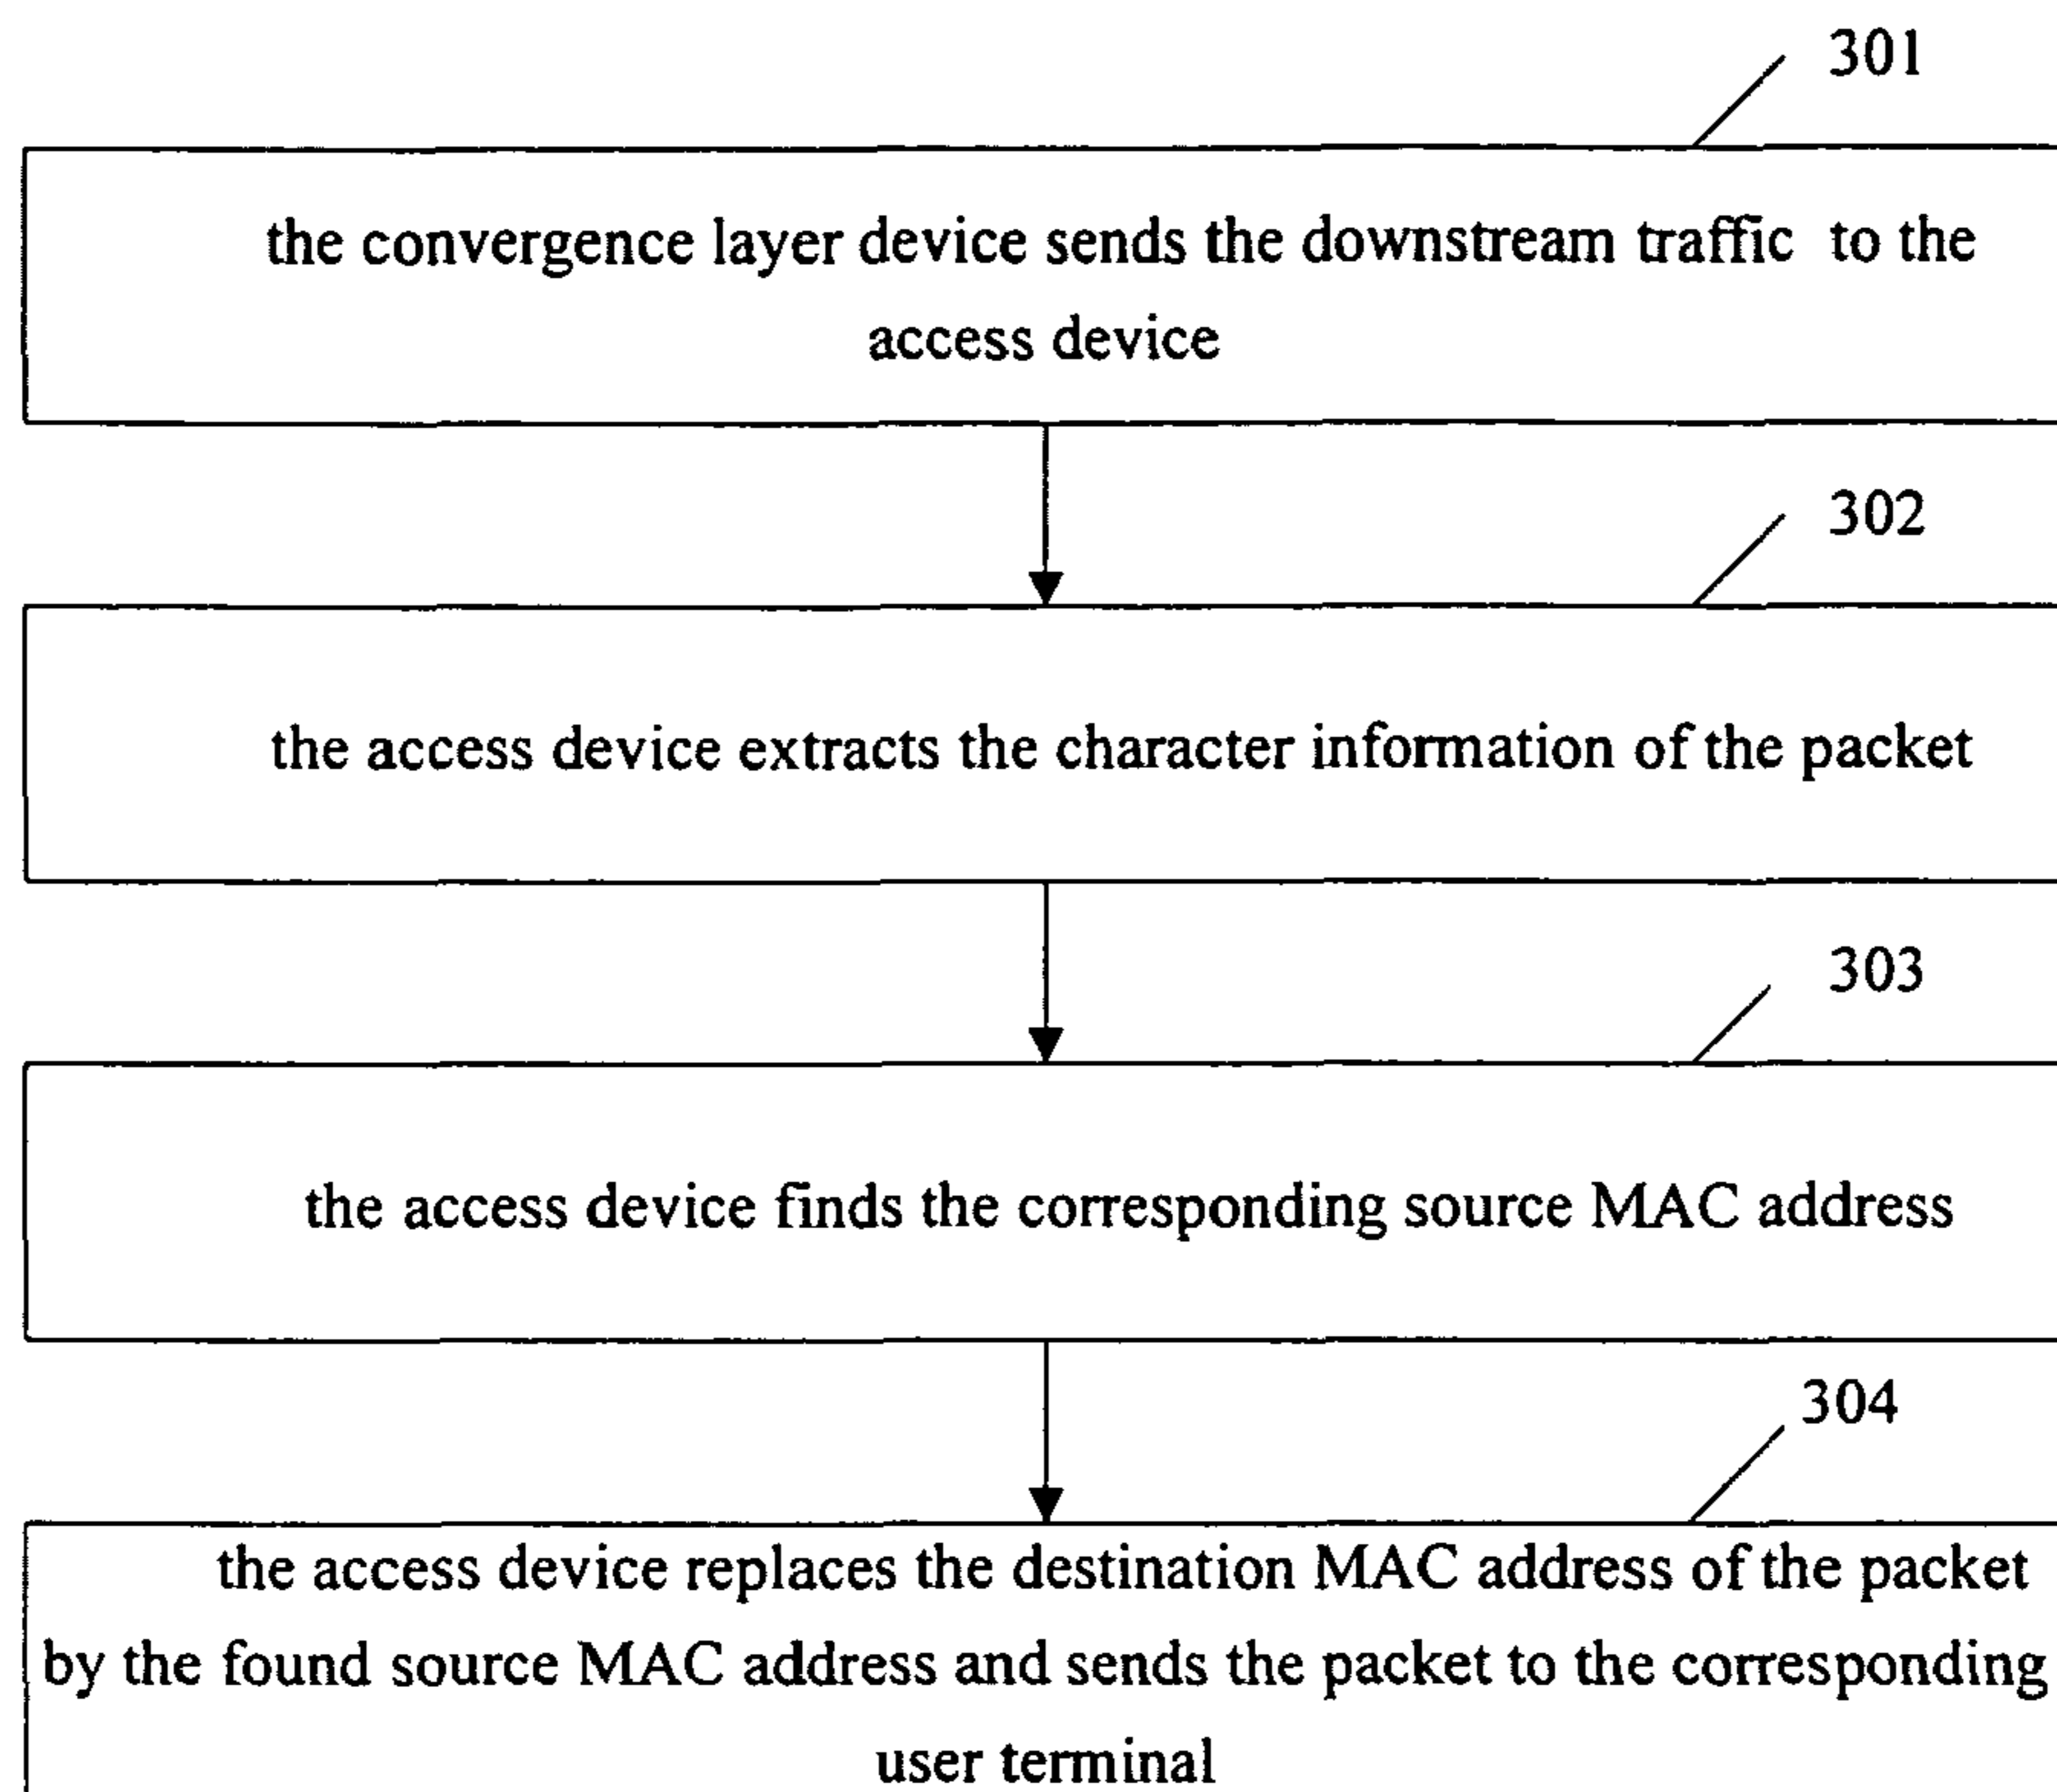 301
the convergence layer device sends the downstream traffic to the
access device
302
the access device extracts the character information of the packet
303
the access device finds the corresponding source MAC address
304
the access device replaces the destination MAC address of the packet
by the found source MAC address and sends the packet to the corresponding
user terminal